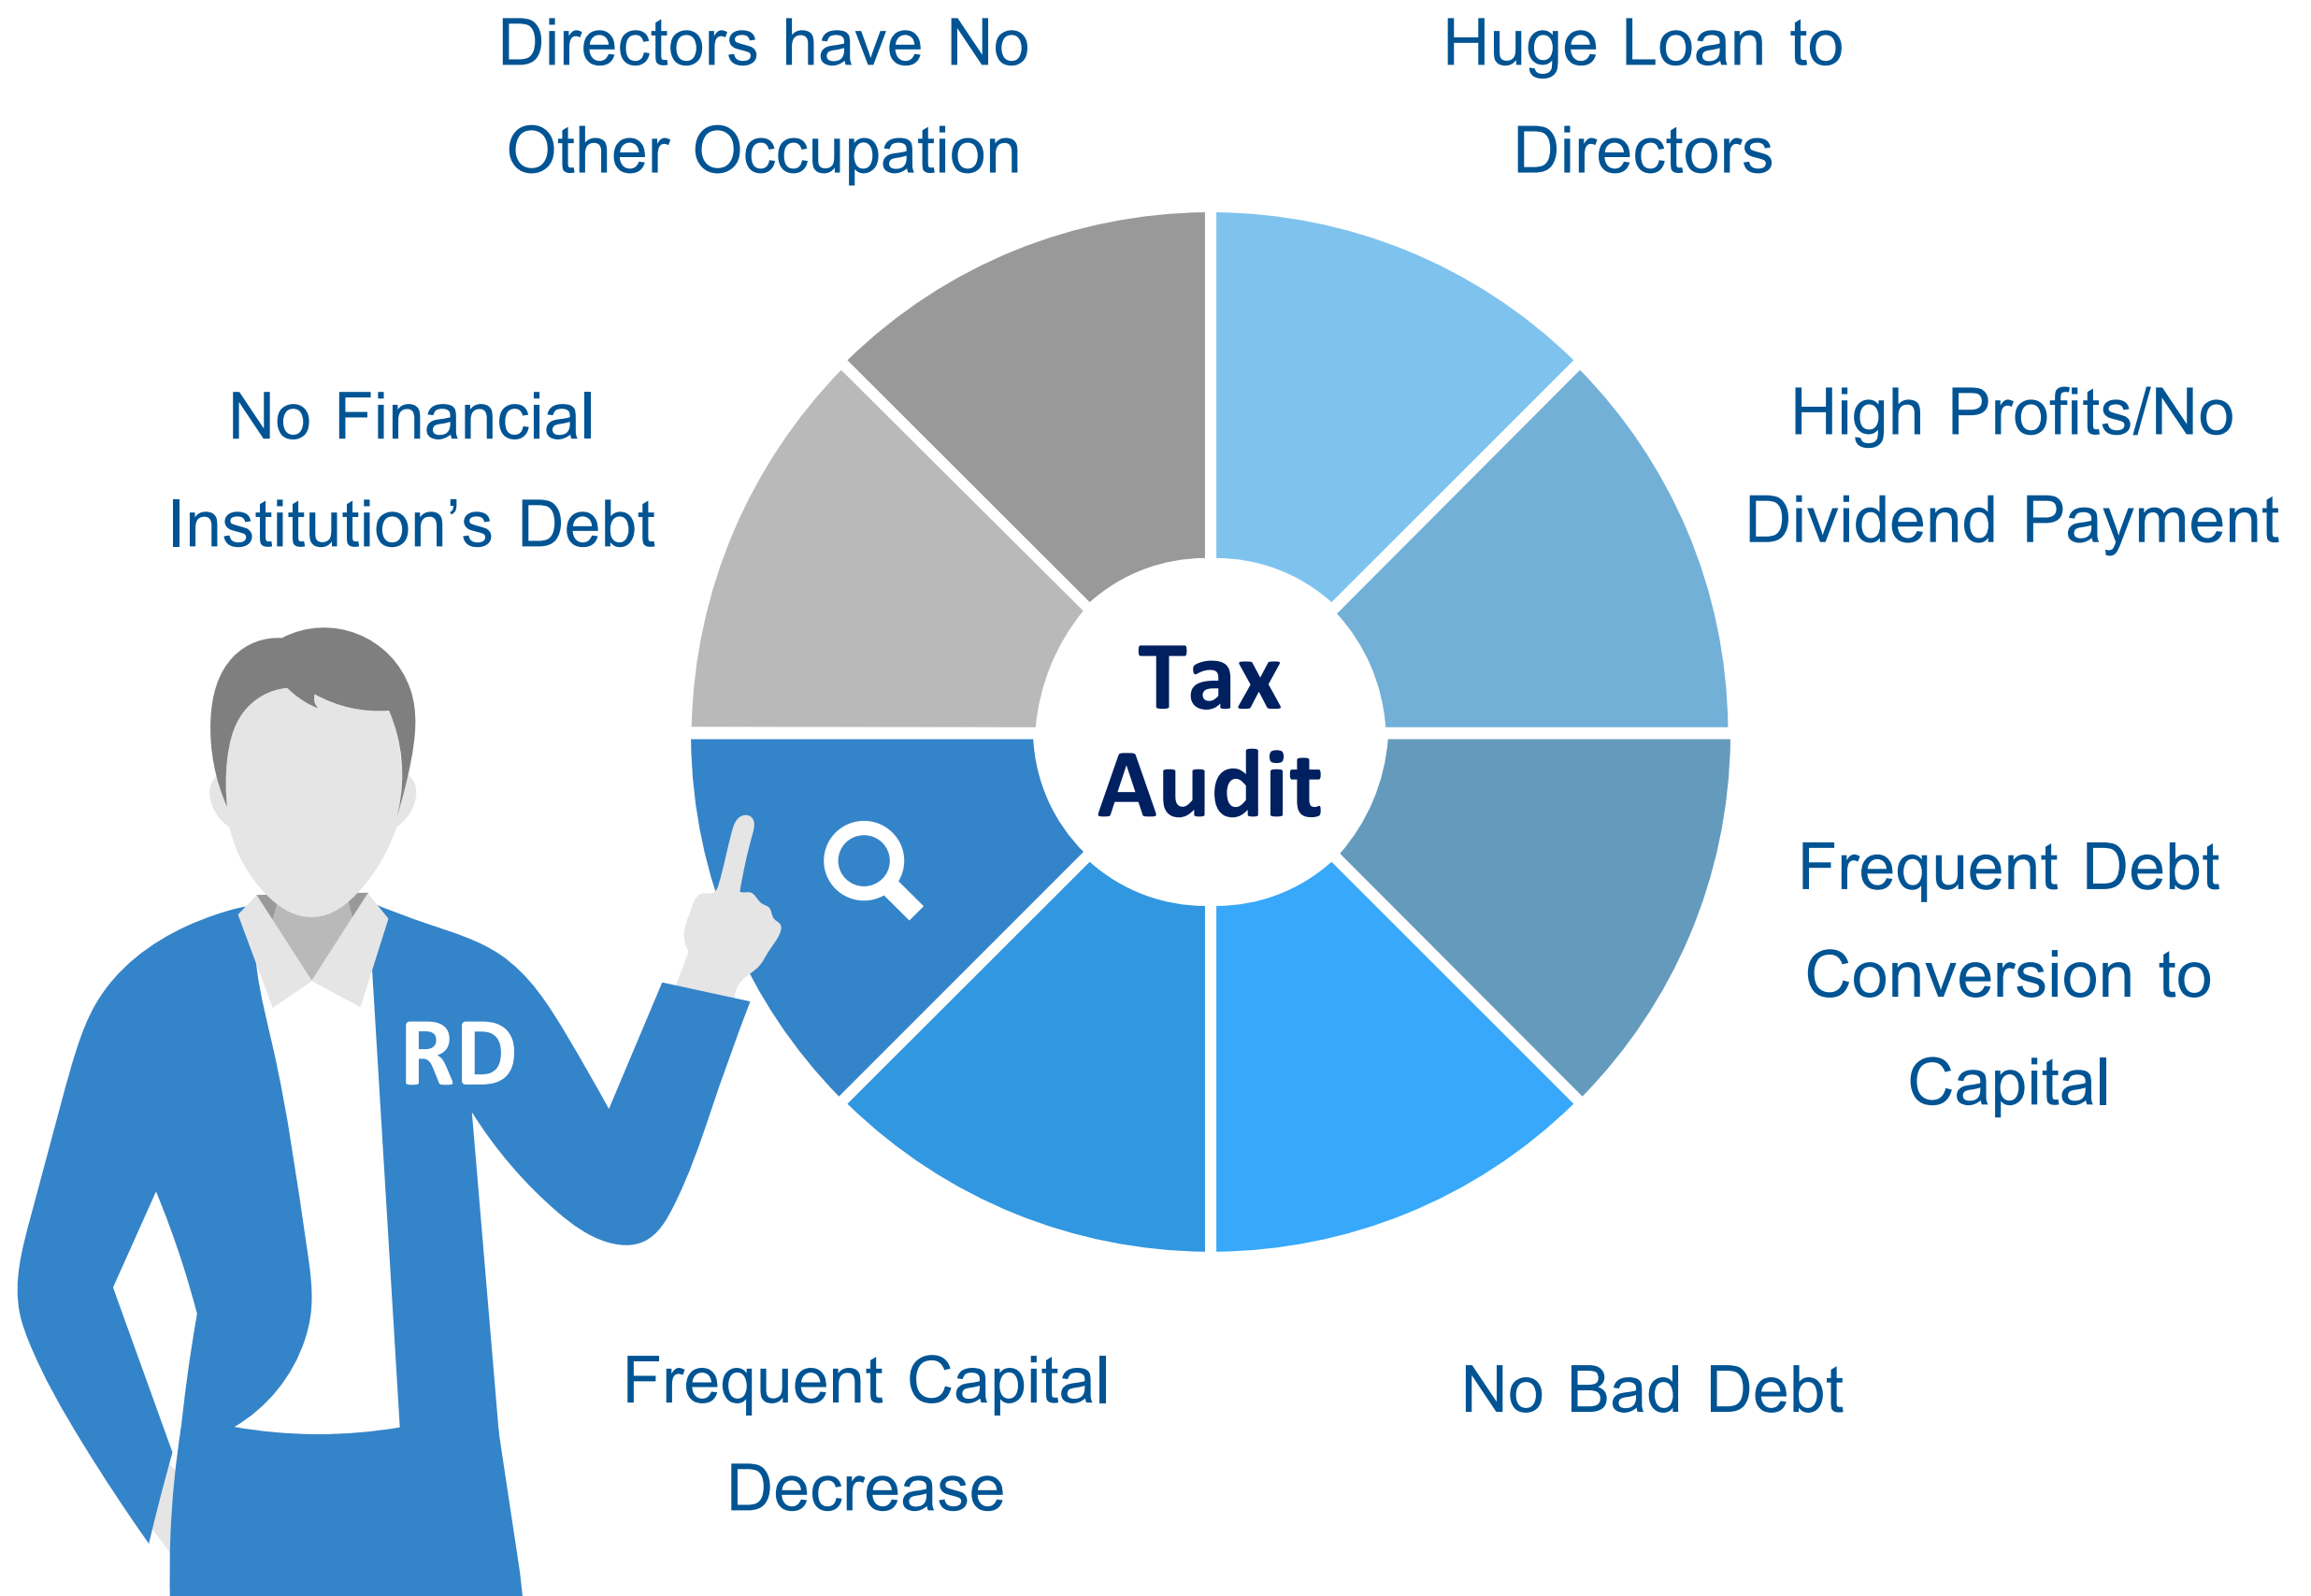 Directors have No
Other Occuption
Huge Loan to
Directors
No Financial
Institution's Debt
High Profits/No
Dividend Payment
Tax
Audit
Frequent Debt
Conversion to
Capital
RD
Frequent Capital
Decrease
No Bad Debt